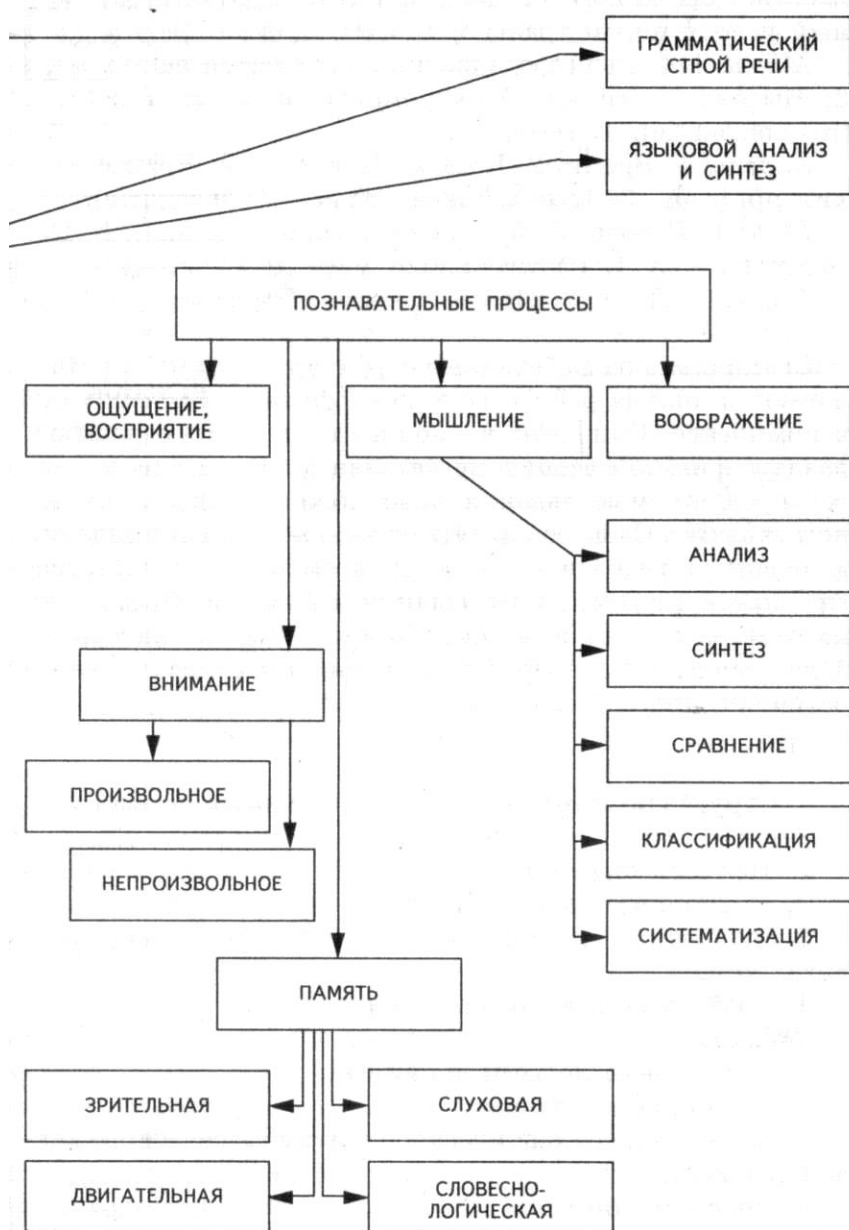 ГРАММАТИЧЕСКИЙ
СТРОЙ РЕЧИ
ЯЗЫКОВОЙ АНАЛИЗ
И СИНТЕЗ
ПОЗНАВАТЕЛЬНЫЕ ПРОЦЕССЫ
ОЩУЩЕНИЕ,
ВОСПРИЯТИЕ
МЫШЛЕНИЕ
ВООБРАЖЕНИЕ
АНАЛИЗ
СИНТЕЗ
ВНИМАНИЕ
СРАВНЕНИЕ
ПРОИЗВОЛЬНОЕ
КЛАССИФИКАЦИЯ
НЕПРОИЗВОЛЬНОЕ
СИСТЕМАТИЗАЦИЯ
ПАМЯТЬ
ЗРИТЕЛЬНАЯ
СЛУХОВАЯ
ДВИГАТЕЛЬНАЯ
СЛОВЕСНО-
ЛОГИЧЕСКАЯ